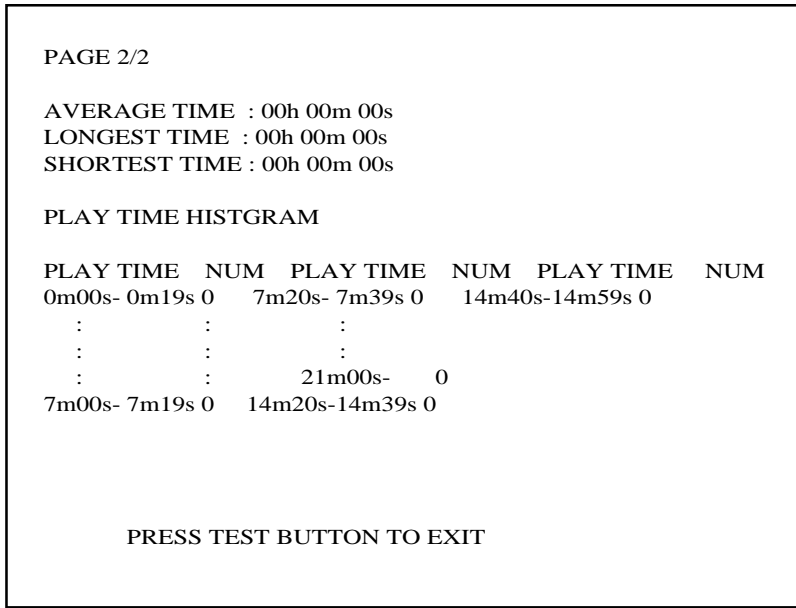 PAGE 2/2
AVERAGE TIME : 00h 00m 00s
LONGEST TIME : 00h 00m 00s
SHORTEST TIME : 00h 00m 00s
PLAY TIME HISTGRAM
PLAY TIME NUM PLAY TIME NUM PLAY TIME NUM
0m00s- 0m19s 0 7m20s- 7m39s 0 14m40s-14m59s 0
: : :
: : :
: : 21m00s- 0
7m00s- 7m19s 0 14m20s-14m39s 0
PRESS TEST BUTTON TO EXIT